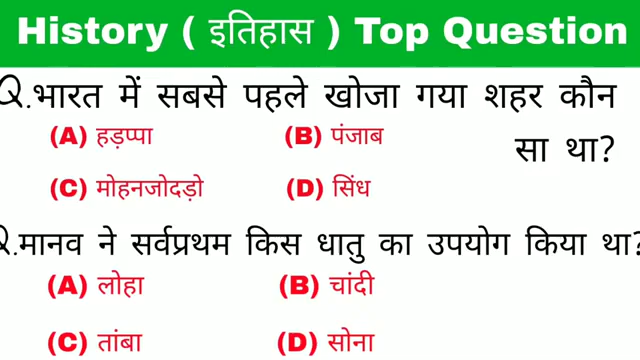 History ( इतिहास ) Top Question
Q.भारत में सबसे पहले खोजा गया शहर कौन
सा था?
(A) हड़प्पा (B) पंजाब
(C) मोहनजोदड़ो (D) सिंध
Q.मानव ने सर्वप्रथम किस धातु का उपयोग किया था?
(A) लोहा (B) चांदी
(C) तांबा (D) सोना